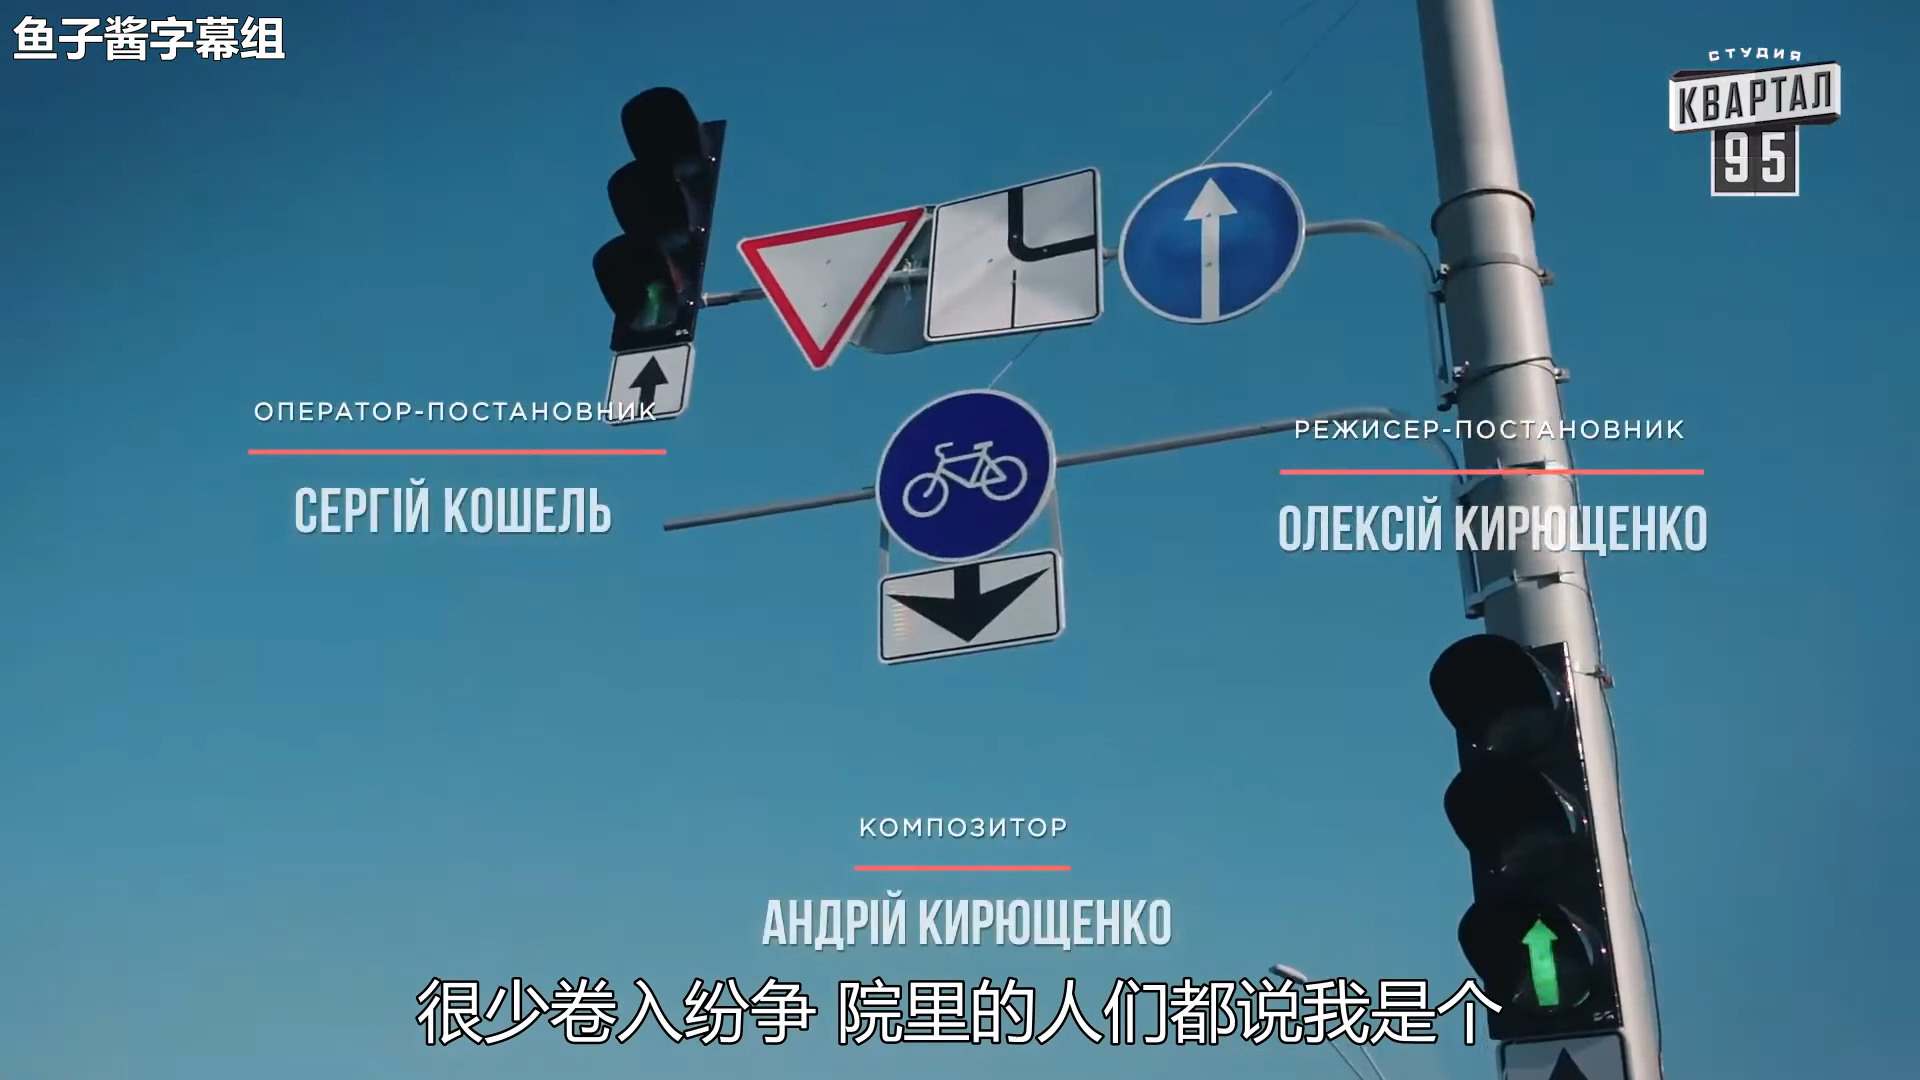 鱼子酱字幕组
СТУДИЯ
КВАРТАЛ
95
ОПЕРАТОР-ПОСТАНОВНИК
СЕРГІЙ КОШЕЛЬ
РЕЖИСЕР-ПОСТАНОВНИК
ОЛЕКСІЙ КИРЮЩЕНКО
КОМПОЗИТОР
АНДРІЙ КИРЮЩЕНКО
很少卷入纷争 院里的人们都说我是个